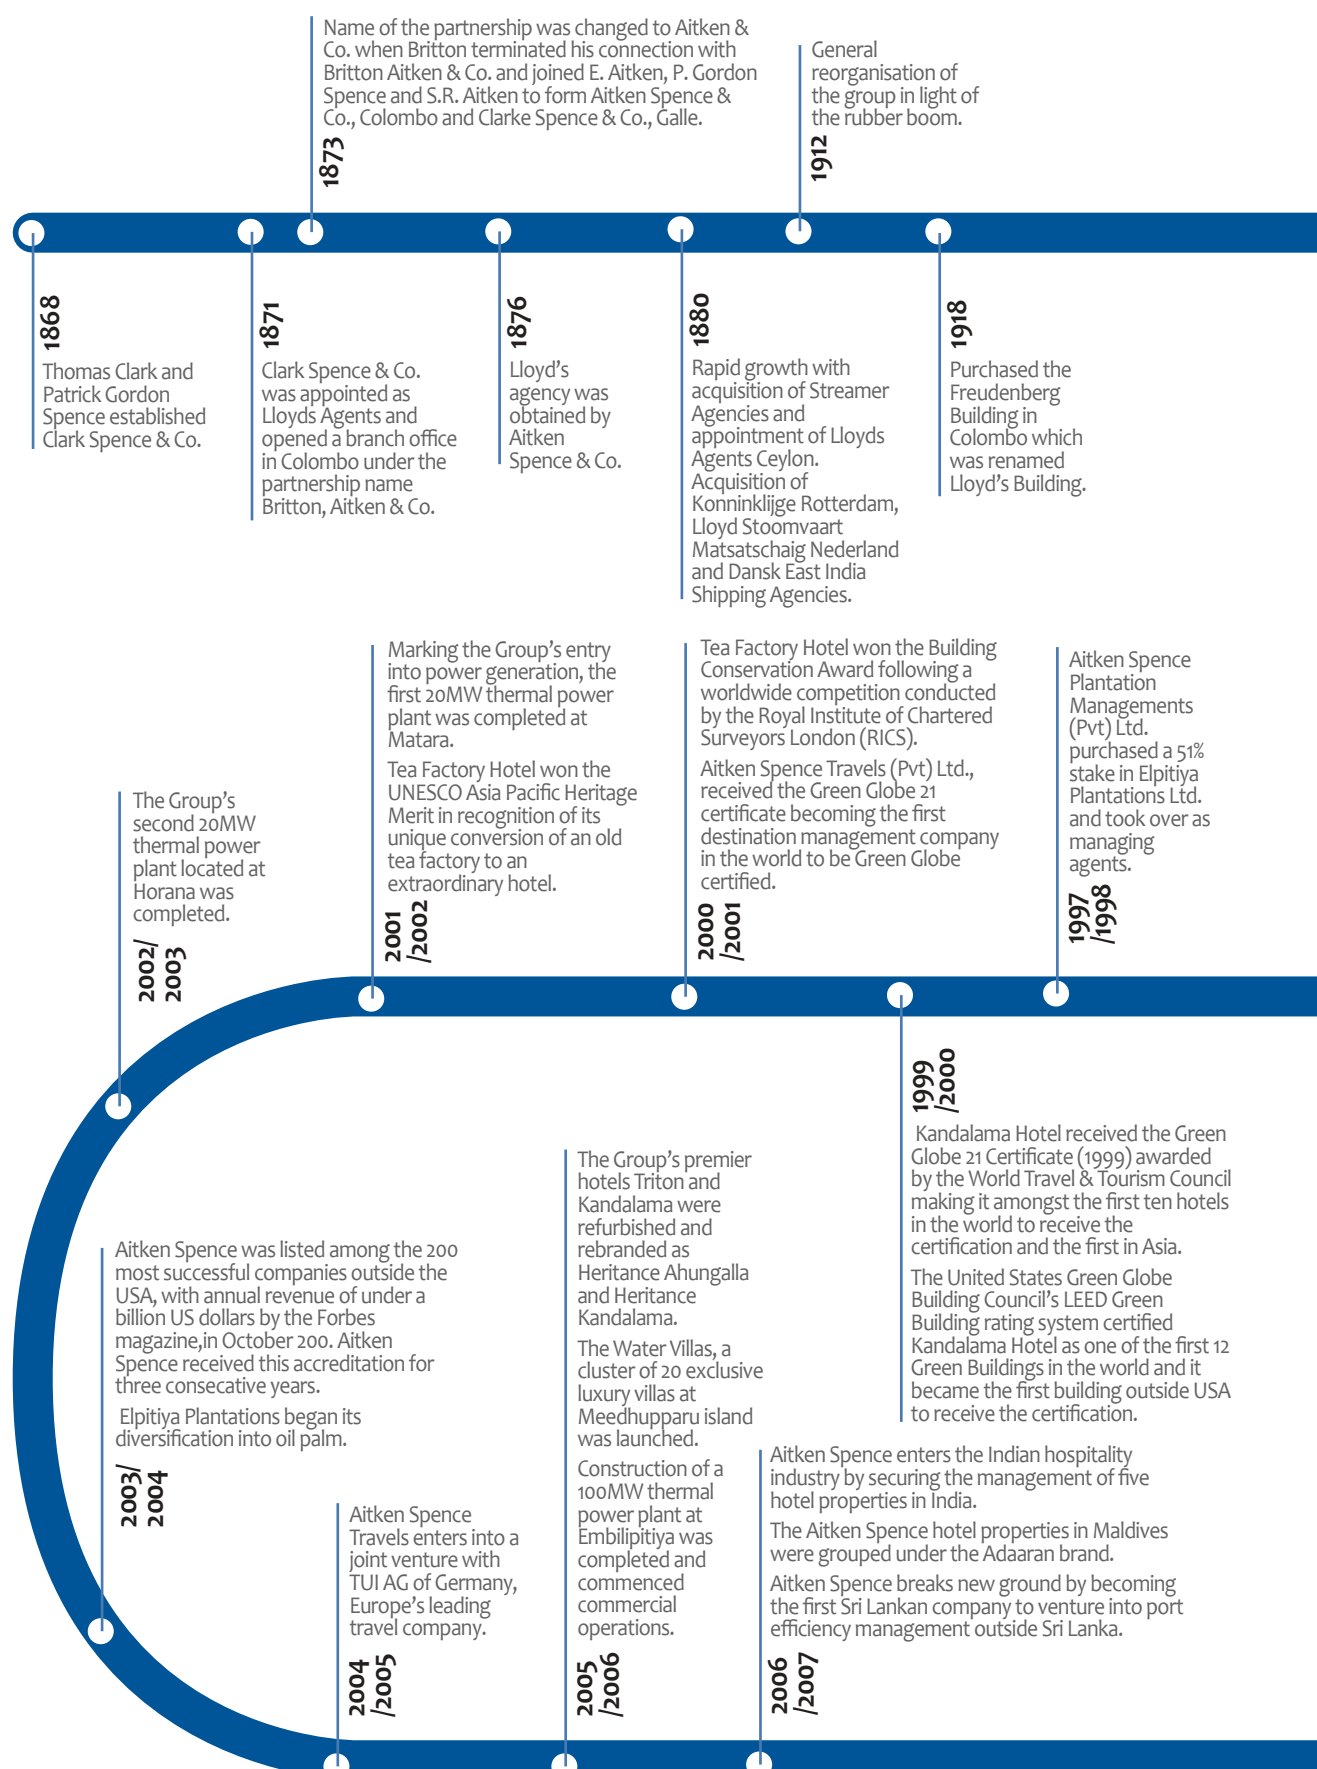 Name of the partnership was changed to Aitken &
Co. when Britton terminated his connection with
Britton Aitken & Co. and joined E. Aitken, P. Gordon
Spence and S.R. Aitken to form Aitken Spence &
Co., Colombo and Clarke Spence & Co., Galle.
1873
General
reorganisation of
the group in light of
the rubber boom.
1912
1868
Thomas Clark and
Patrick Gordon
Spence established
Clark Spence & Co.
1871
Clark Spence & Co.
was appointed as
Lloyds Agents and
opened a branch office
in Colombo under the
partnership name
Britton, Aitken & Co.
1876
Lloyd's
agency was
obtained by
Aitken
Spence & Co.
1880
Rapid growth with
acquisition of Streamer
Agencies and
appointment of Lloyds
Agents Ceylon.
Acquisition of
Konninklijge Rotterdam,
Lloyd Stoomvaart
Matsatschaig Nederland
and Dansk East India
Shipping Agencies.
1918
Purchased the
Freudenberg
Building in
Colombo which
was renamed
Lloyd's Building.
The Group's
second 20MW
thermal power
plant located at
Horana was
completed.
2002/
2003
Marking the Group's entry
into power generation, the
first 20MW thermal power
plant was completed at
Matara.
Tea Factory Hotel won the
UNESCO Asia Pacific Heritage
Merit in recognition of its
unique conversion of an old
tea factory to an
extraordinary hotel.
2001
/2002
Tea Factory Hotel won the Building
Conservation Award following a
worldwide competition conducted
by the Royal Institute of Chartered
Surveyors London (RICS).
Aitken Spence Travels (Pvt) Ltd.,
received the Green Globe 21
certificate becoming the first
destination management company
in the world to be Green Globe
certified.
2000
/2001
Aitken Spence
Plantation
Managements
(Pvt) Ltd.
purchased a 51%
stake in Elpitiya
Plantations Ltd.
and took over as
managing
agents.
1997
/1998
1999
/2000
Kandalama Hotel received the Green
Globe 21 Certificate (1999) awarded
by the World Travel & Tourism Council
making it amongst the first ten hotels
in the world to receive the
certification and the first in Asia.
The United States Green Globe
Building Council's LEED Green
Building rating system certified
Kandalama Hotel as one of the first 12
Green Buildings in the world and it
became the first building outside USA
to receive the certification.
Aitken Spence was listed among the 200
most successful companies outside the
USA, with annual revenue of under a
billion US dollars by the Forbes
magazine,in October 200. Aitken
Spence received this accreditation for
three consecative years.
Elpitiya Plantations began its
diversification into oil palm.
2003/
2004
Aitken Spence
Travels enters into a
joint venture with
TUI AG of Germany,
Europe's leading
travel company.
2004
/2005
The Group's premier
hotels Triton and
Kandalama were
refurbished and
rebranded as
Heritance Ahungalla
and Heritance
Kandalama.
The Water Villas, a
cluster of 20 exclusive
luxury villas at
Meedhupparu island
was launched.
Construction of a
100MW thermal
power plant at
Embilipitiya was
completed and
commenced
commercial
operations.
2005
/2006
Aitken Spence enters the Indian hospitality
industry by securing the management of five
hotel properties in India.
The Aitken Spence hotel properties in Maldives
were grouped under the Adaaran brand.
Aitken Spence breaks new ground by becoming
the first Sri Lankan company to venture into port
efficiency management outside Sri Lanka.
2006
/2007